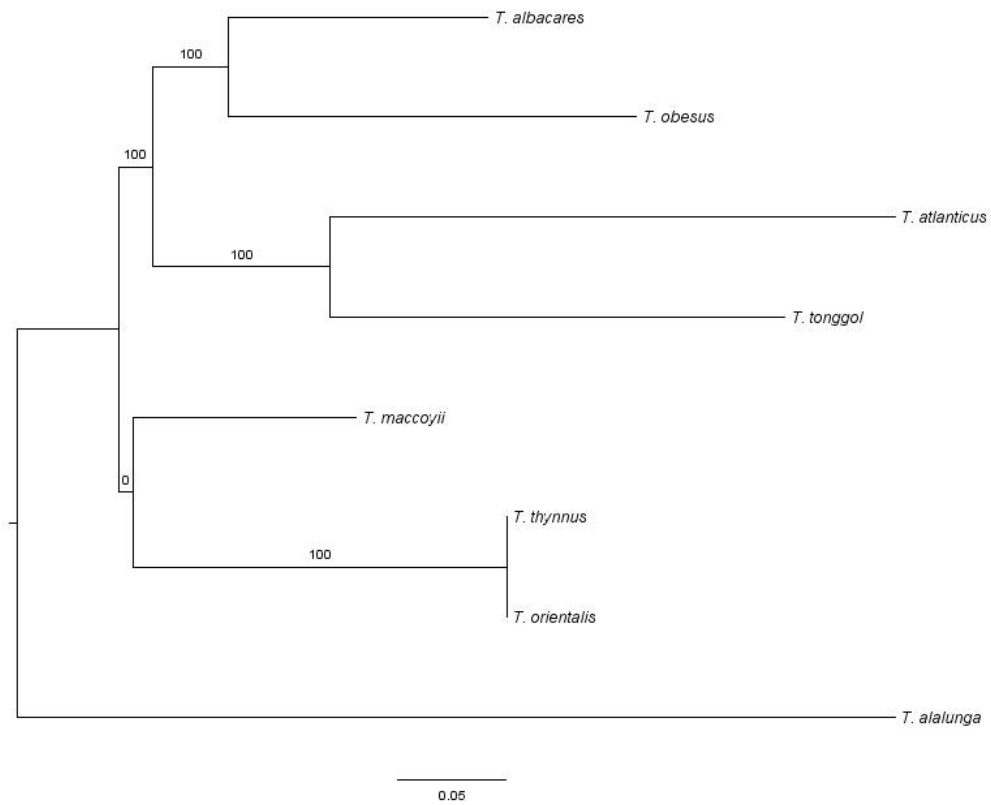 T. albacares
100
T. obesus
100
T. atlanticus
100
T. tonggol
T. maccoyii
0
T. thynnus
100
T. orientalis
T. alalunga
0.05